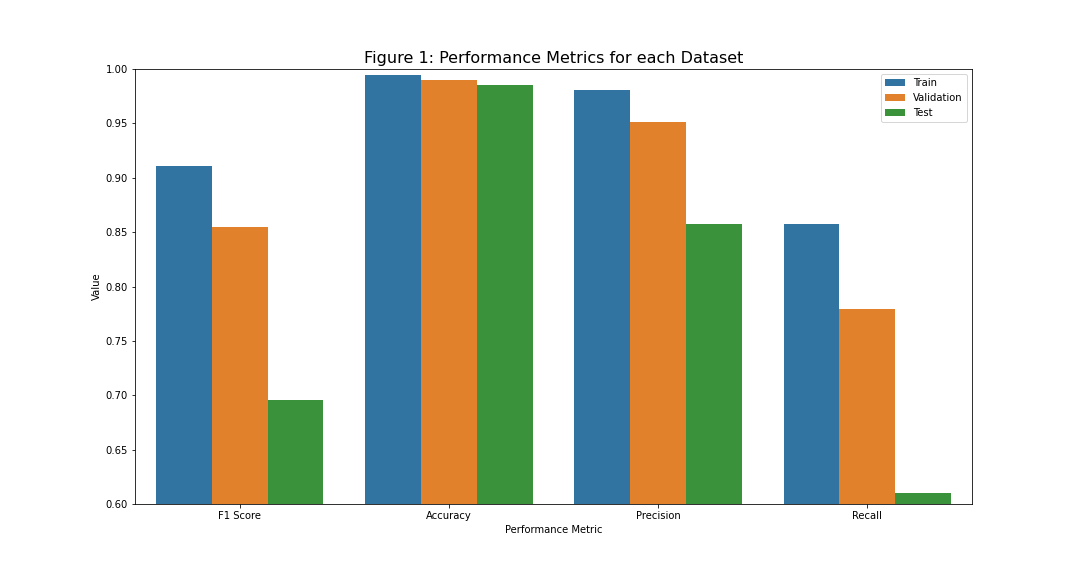 Figure 1: Performance Metrics for each Dataset
1.00
0.95
0.90
0.85
0.80
0.75
0.70
0.65
0.60
Value
Train
Validation
Test
F1 Score
Accuracy
Precision
Recall
Performance Metric